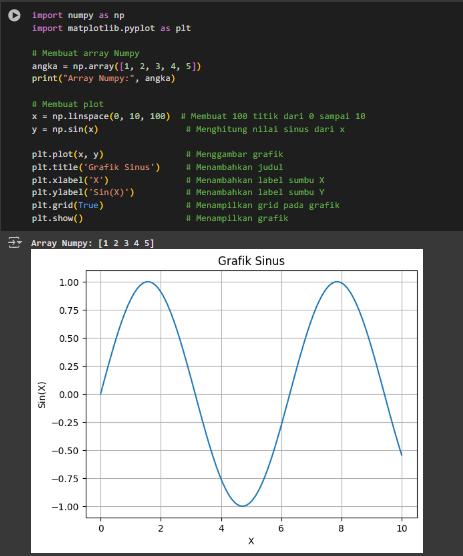 import numpy as np
import matplotlib.pyplot as plt
# Membuat array Numpy
angka = np.array([1, 2, 3, 4, 5])
print("Array Numpy:", angka)
# Membuat plot
x = np.linspace(0, 10, 100)  # Membuat 100 titik dari 0 sampai 10
y = np.sin(x)                # Menghitung nilai sinus dari x
plt.plot(x, y)               # Menggambar grafik
plt.title('Grafik Sinus')    # Menambahkan judul
plt.xlabel('X')              # Menambahkan label sumbu X
plt.ylabel('Sin(X)')         # Menambahkan label sumbu Y
plt.grid(True)               # Menampilkan grid pada grafik
plt.show()                   # Menampilkan grafik
Array Numpy: [1 2 3 4 5]
Grafik Sinus
1.00
0.75
0.50
0.25
0.00
−0.25
−0.50
−0.75
−1.00
Sin(X)
0 2 4 6 8 10
X